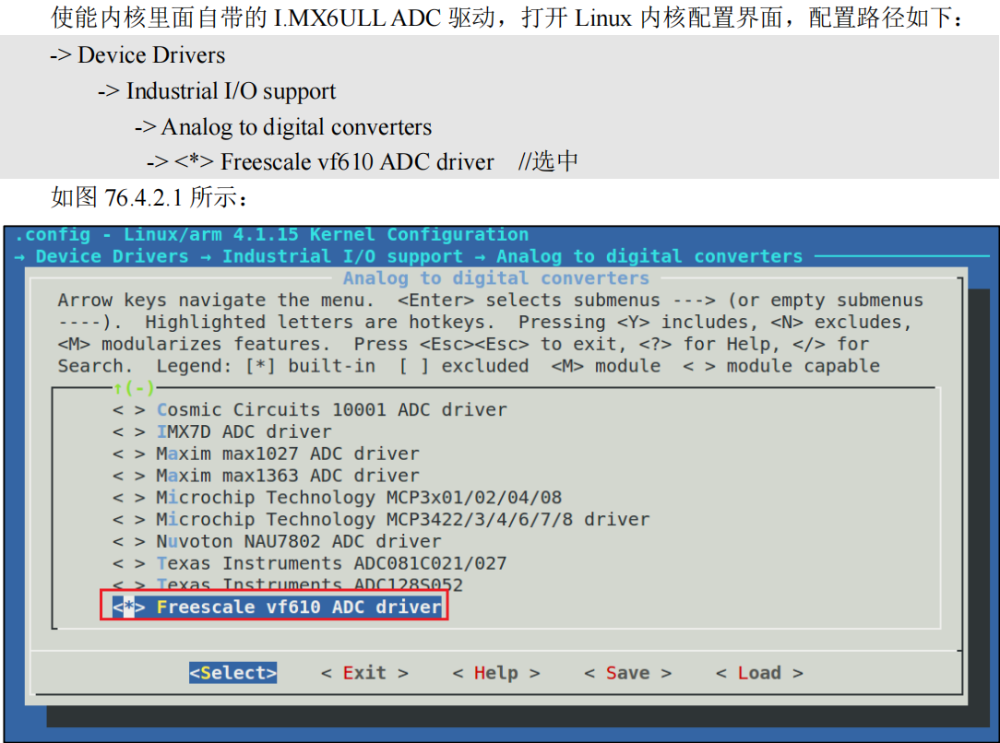 使能内核里面自带的 I.MX6ULL ADC 驱动，打开 Linux 内核配置界面，配置路径如下：
-> Device Drivers
-> Industrial I/O support
-> Analog to digital converters
-> <*> Freescale vf610 ADC driver //选中
如图 76.4.2.1 所示：
.config - Linux/arm 4.1.15 Kernel Configuration
→ Device Drivers → Industrial I/O support → Analog to digital converters
Analog to digital converters
Arrow keys navigate the menu. <Enter> selects submenus ---> (or empty submenus
----). Highlighted letters are hotkeys. Pressing <Y> includes, <N> excludes,
<M> modularizes features. Press <Esc><Esc> to exit, <?> for Help, </> for
Search. Legend: [*] built-in [ ] excluded <M> module < > module capable
↑(-)
< > Cosmic Circuits 10001 ADC driver
< > IMX7D ADC driver
< > Maxim max1027 ADC driver
< > Maxim max1363 ADC driver
< > Microchip Technology MCP3x01/02/04/08
< > Microchip Technology MCP3422/3/4/6/7/8 driver
< > Nuvoton NAU7802 ADC driver
< > Texas Instruments ADC081C021/027
< > Texas Instruments ADC128S052
<*> Freescale vf610 ADC driver
<Select> < Exit > < Help > < Save > < Load >